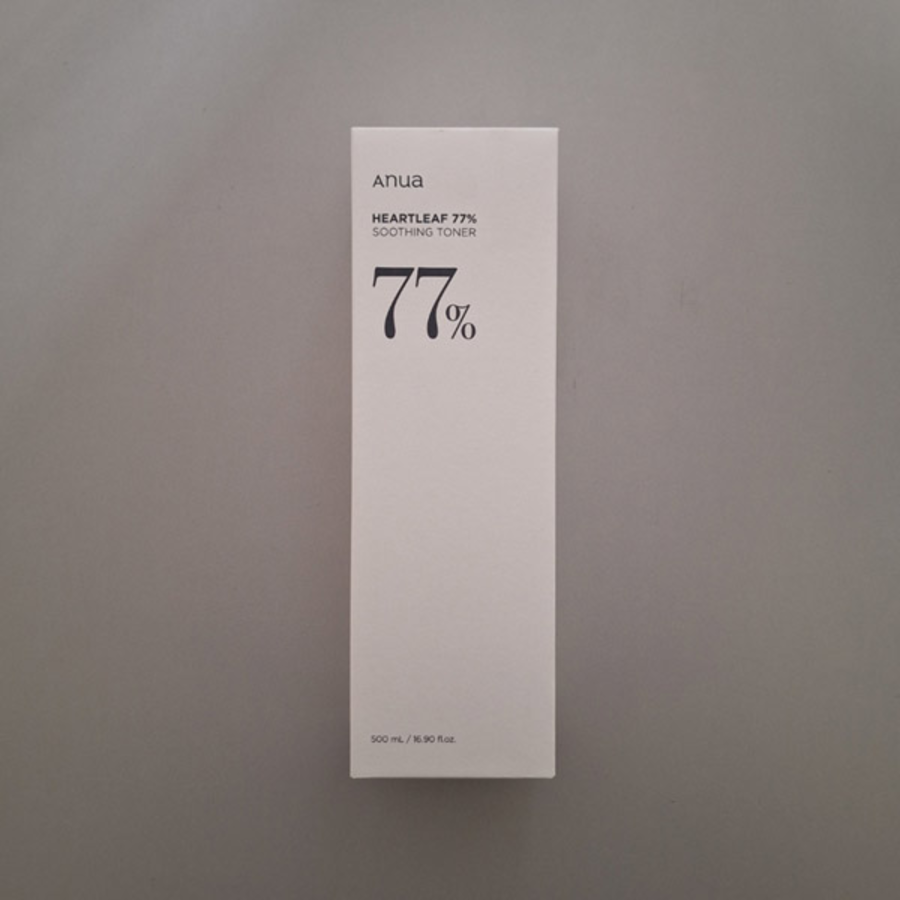 Anua
HEARTLEAF 77%
SOOTHING TONER
77%
500 mL / 16.90 fl.oz.